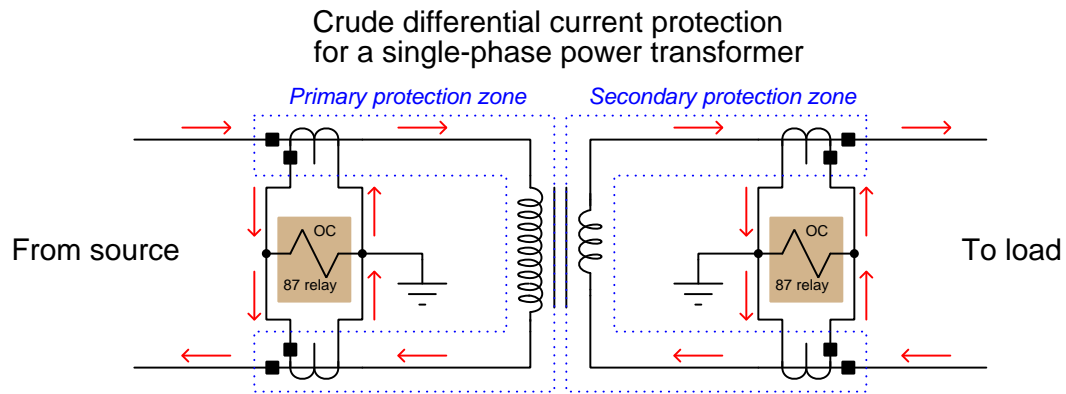 Crude differential current protection
for a single-phase power transformer
Primary protection zone
Secondary protection zone
OC
87 relay
OC
87 relay
From source
To load